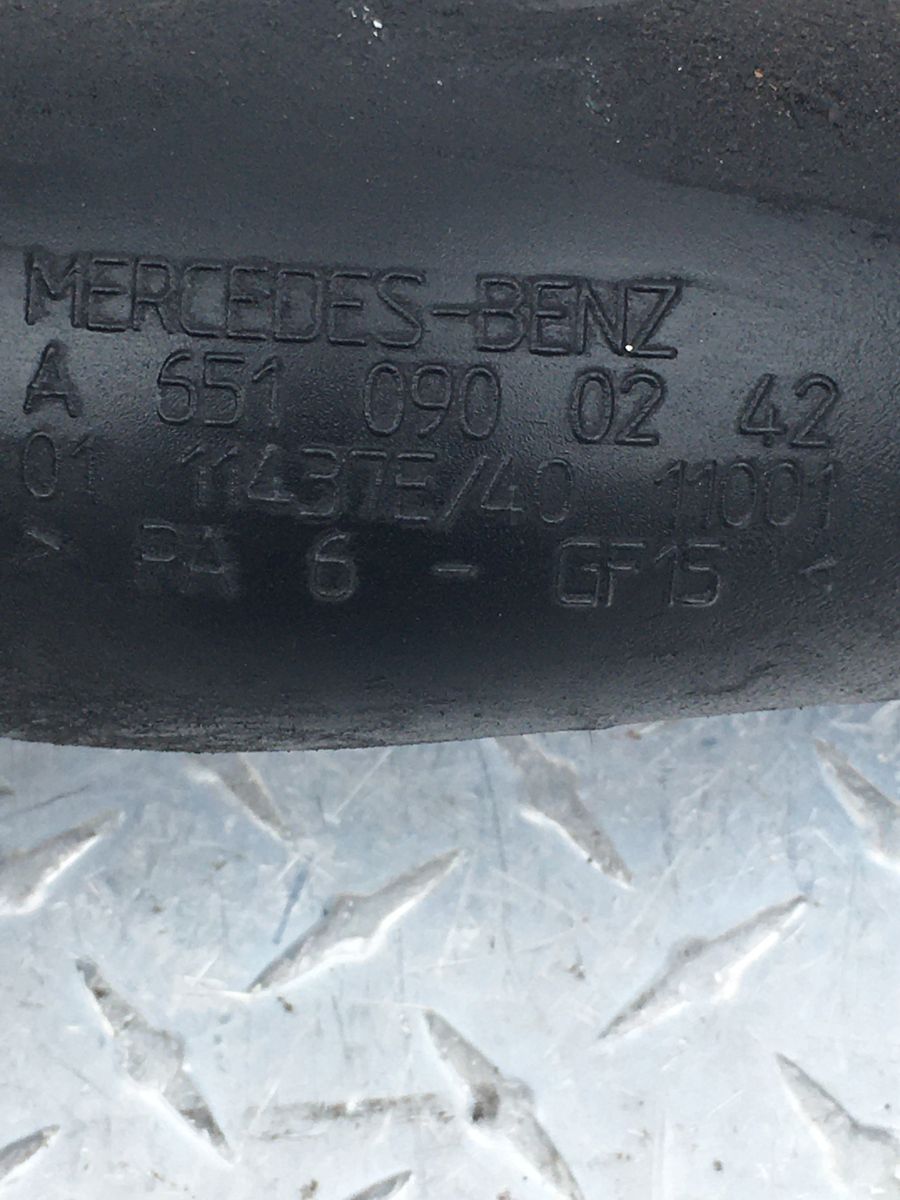 MERCEDES-BENZ
A 651 090 02 42
01 11437E/40 11001
> PA 6 - GF15 <